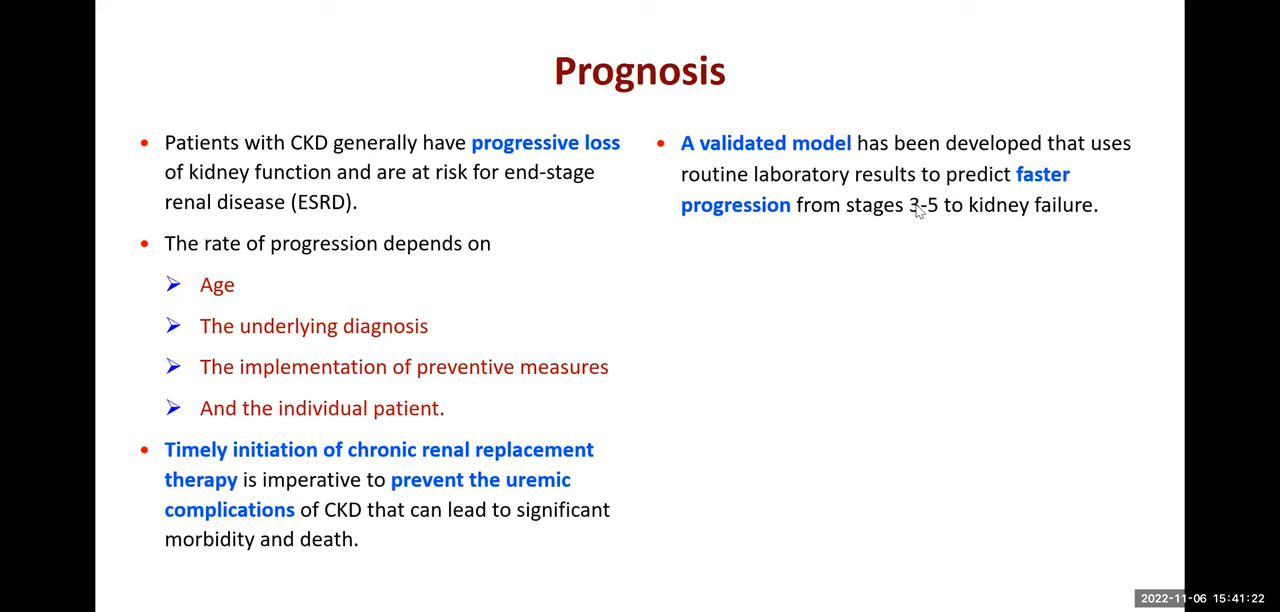 Prognosis
• Patients with CKD generally have progressive loss
of kidney function and are at risk for end-stage
renal disease (ESRD).
• The rate of progression depends on
➢ Age
➢ The underlying diagnosis
➢ The implementation of preventive measures
➢ And the individual patient.
• Timely initiation of chronic renal replacement
therapy is imperative to prevent the uremic
complications of CKD that can lead to significant
morbidity and death.
• A validated model has been developed that uses
routine laboratory results to predict faster
progression from stages 3-5 to kidney failure.
2022-11-06 15:41:22